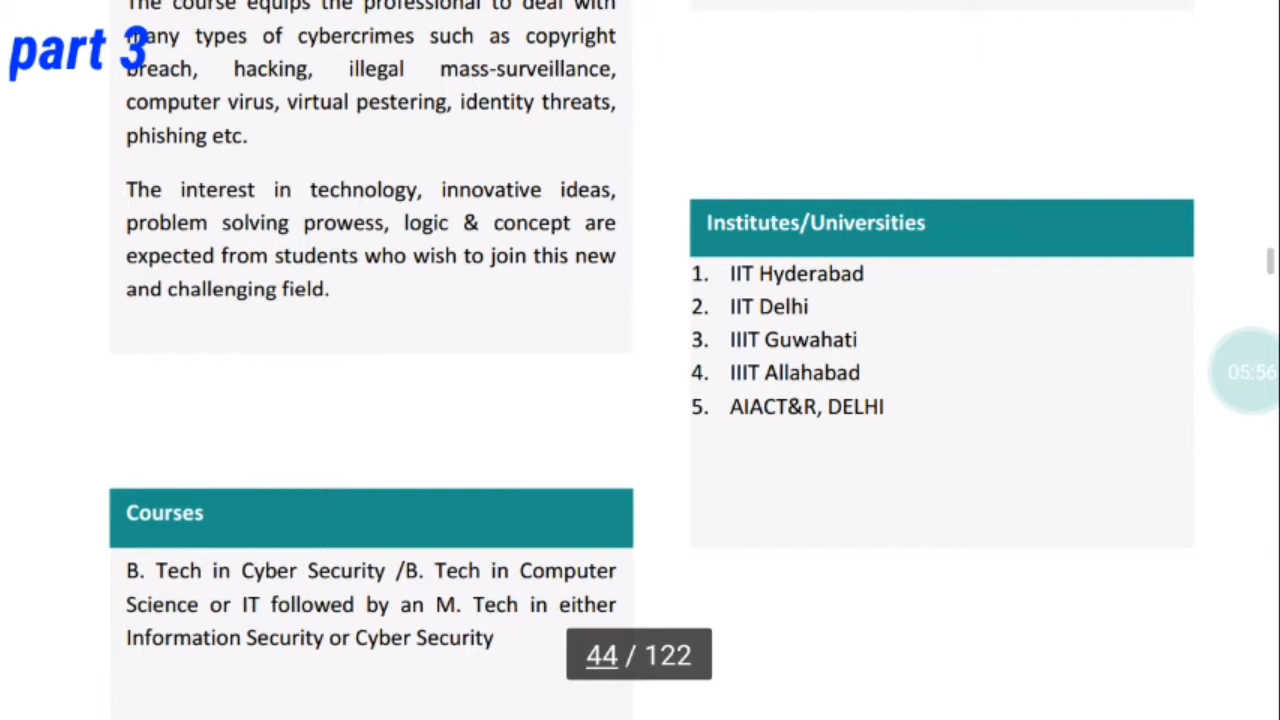 The course equips the professional to deal with
part 3
many types of cybercrimes such as copyright
breach, hacking, illegal mass-surveillance,
computer virus, virtual pestering, identity threats,
phishing etc.
The interest in technology, innovative ideas,
problem solving prowess, logic & concept are
expected from students who wish to join this new
and challenging field.
Courses
B. Tech in Cyber Security /B. Tech in Computer
Science or IT followed by an M. Tech in either
Information Security or Cyber Security
Institutes/Universities
1. IIT Hyderabad
2. IIT Delhi
3. IIIT Guwahati
4. IIIT Allahabad
5. AIACT&R, DELHI
05:56
44 / 122